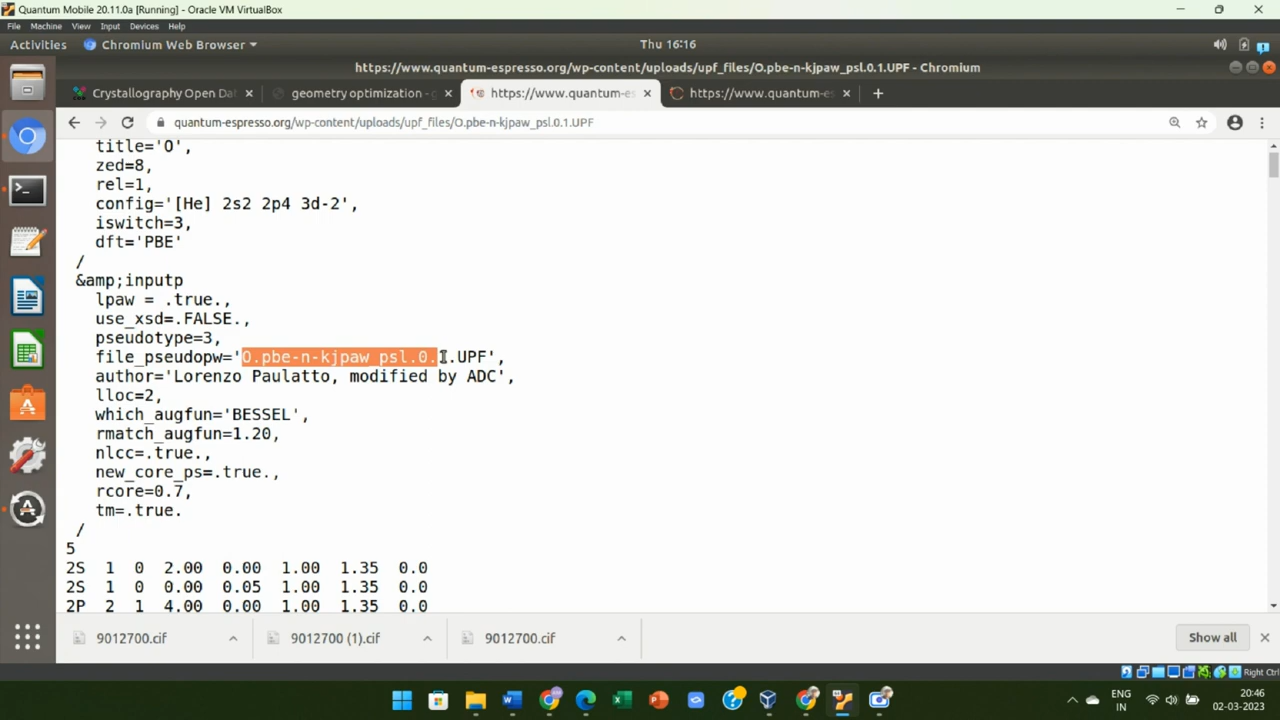 Quantum Mobile 20.11.0a [Running] - Oracle VM VirtualBox
File Machine View Input Devices Help
Activities Chromium Web Browser Thu 16:16
https://www.quantum-espresso.org/wp-content/uploads/upf_files/O.pbe-n-kjpaw_psl.0.1.UPF - Chromium
Crystallography Open Da geometry optimization - g https://www.quantum-es https://www.quantum-es
quantum-espresso.org/wp-content/uploads/upf_files/O.pbe-n-kjpaw_psl.0.1.UPF
title='O',
zed=8,
rel=1,
config='[He] 2s2 2p4 3d-2',
iswitch=3,
dft='PBE'
/
&amp;inputp
lpaw = .true.,
use_xsd=.FALSE.,
pseudotype=3,
file_pseudopw='O.pbe-n-kjpaw_psl.0.1.UPF',
author='Lorenzo Paulatto, modified by ADC',
lloc=2,
which_augfun='BESSEL',
rmatch_augfun=1.20,
nlcc=.true.,
new_core_ps=.true.,
rcore=0.7,
tm=.true.
/
5
2S 1 0 2.00 0.00 1.00 1.35 0.0
2S 1 0 0.00 0.05 1.00 1.35 0.0
2P 2 1 4.00 0.00 1.00 1.35 0.0
9012700.cif 9012700 (1).cif 9012700.cif Show all
Right Ctrl
ENG IN 20:46
02-03-2023